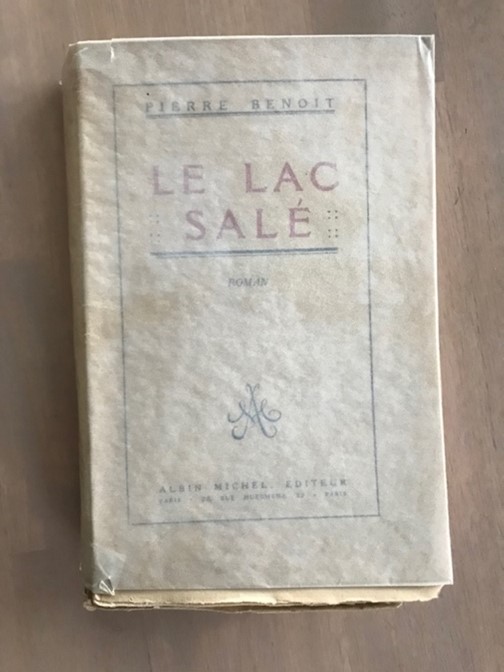 PIERRE BENOIT
LE LAC
SALÉ
ROMAN
ALBIN MICHEL, ÉDITEUR
PARIS • 22 RUE HUYGHENS 22 • PARIS